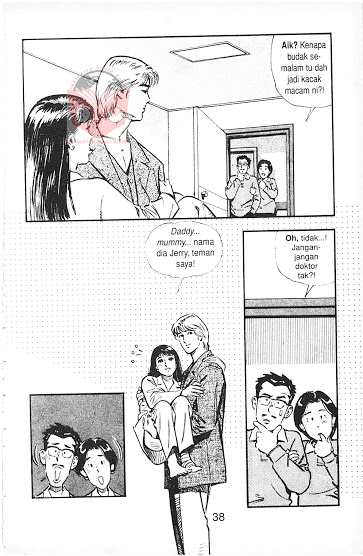 Aik? Kenapa
budak se-
malam tu dah
jadi kacak
macam ni?!
Daddy...
mummy... nama
dia Jerry, teman
saya!
Oh, tidak...!
Jangan-
jangan
doktor
tak?!
38